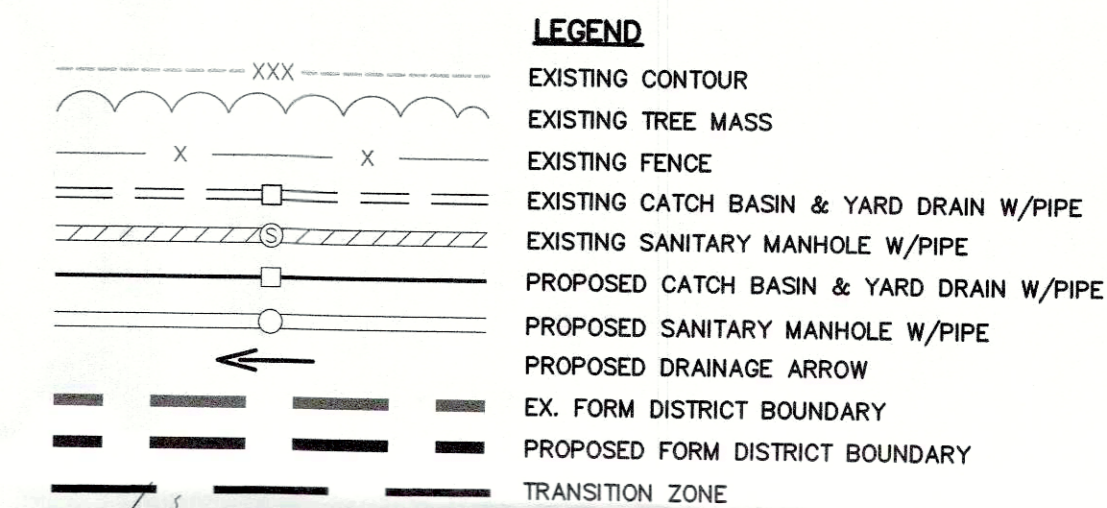 LEGEND
XXX EXISTING CONTOUR
EXISTING TREE MASS
X X EXISTING FENCE
EXISTING CATCH BASIN & YARD DRAIN W/PIPE
S EXISTING SANITARY MANHOLE W/PIPE
PROPOSED CATCH BASIN & YARD DRAIN W/PIPE
PROPOSED SANITARY MANHOLE W/PIPE
PROPOSED DRAINAGE ARROW
EX. FORM DISTRICT BOUNDARY
PROPOSED FORM DISTRICT BOUNDARY
TRANSITION ZONE